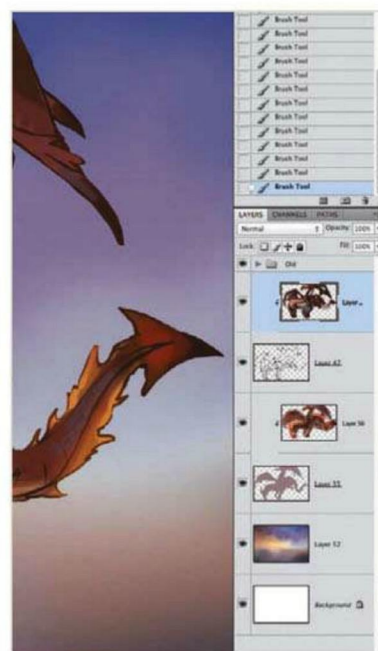 Brush Tool
Brush Tool
Brush Tool
Brush Tool
Brush Tool
Brush Tool
Brush Tool
Brush Tool
Brush Tool
Brush Tool
Brush Tool
Brush Tool
Brush Tool
LAYERS CHANNELS PATHS
Normal Opacity: 100%
Lock: Fill: 100%
Old
Layer...
Layer 47
Layer 56
Layer 55
Layer 52
Background